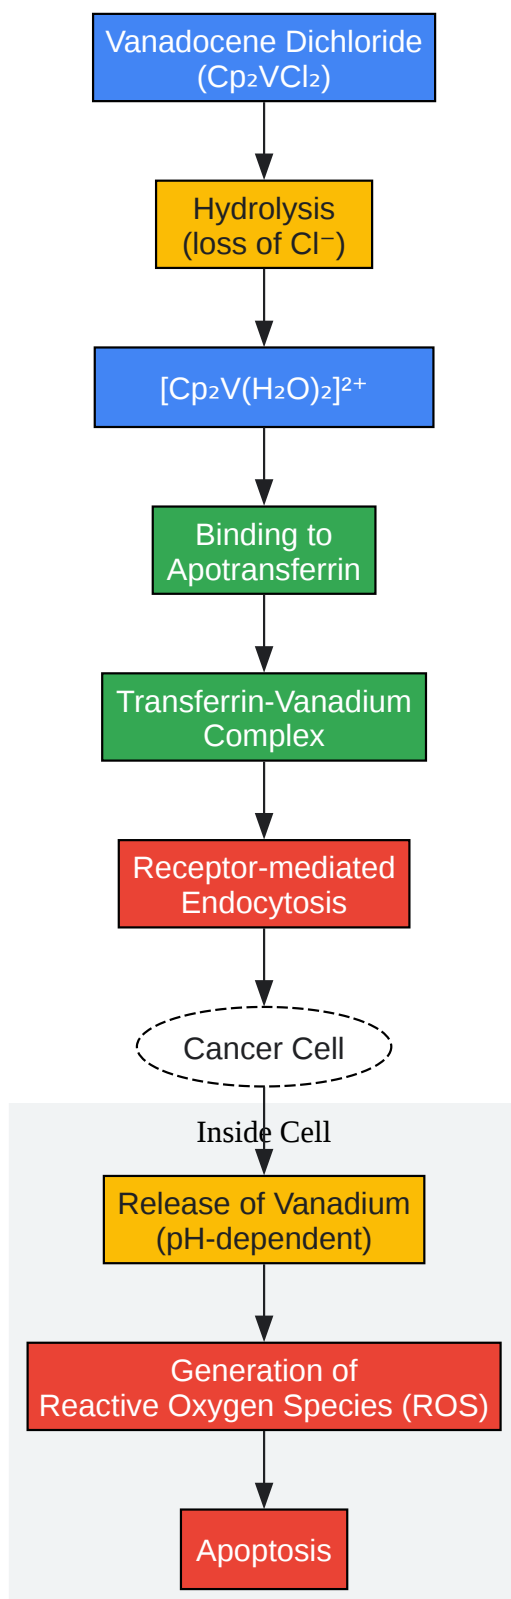 Vanadocene Dichloride
(Cp₂VCl₂)
Hydrolysis
(loss of Cl⁻)
[Cp₂V(H₂O)₂]²⁺
Binding to
Apotransferrin
Transferrin-Vanadium
Complex
Receptor-mediated
Endocytosis
Cancer Cell
Inside Cell
Release of Vanadium
(pH-dependent)
Generation of
Reactive Oxygen Species (ROS)
Apoptosis